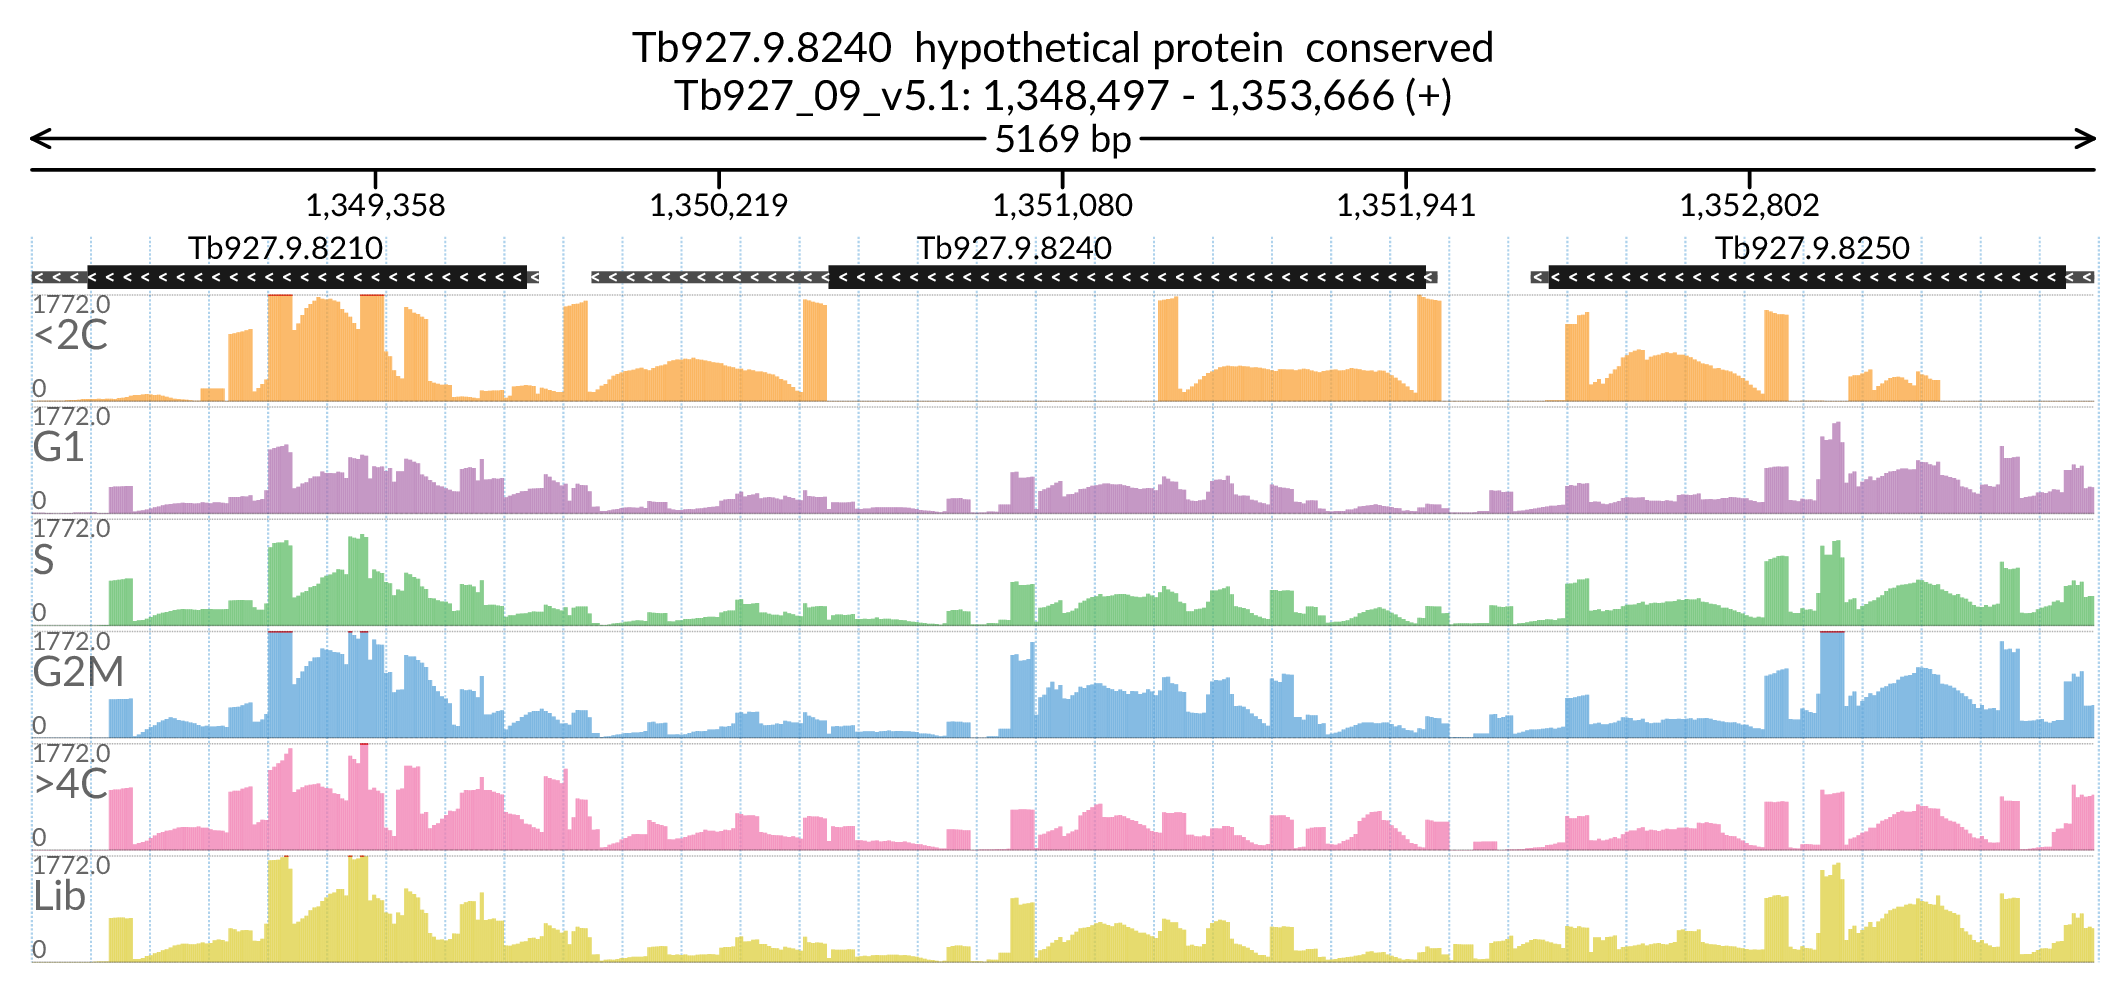 Tb927.9.8240 hypothetical protein conserved
Tb927_09_v5.1: 1,348,497 - 1,353,666 (+)
5169 bp
1,349,358 1,350,219 1,351,080 1,351,941 1,352,802
Tb927.9.8210 Tb927.9.8240 Tb927.9.8250
1772.0
<2C
0
1772.0
G1
0
1772.0
S
0
1772.0
G2M
0
1772.0
>4C
0
1772.0
Lib
0